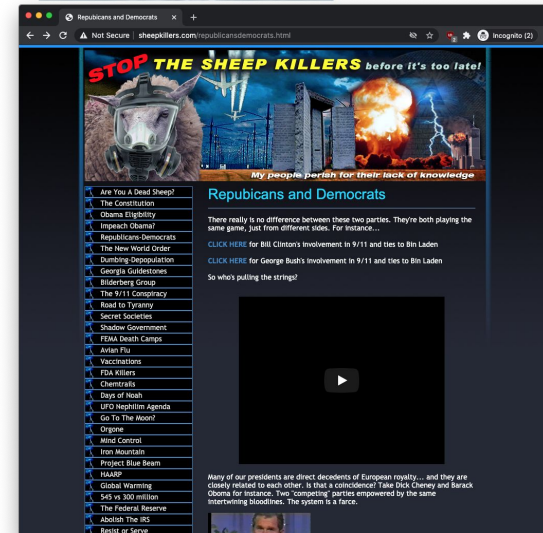 Repubicans and Democrats
Not Secure | sheepkillers.com/republicansdemocrats.html
Incognito (2)
STOP THE SHEEP KILLERS before it's too late!
My people perish for their lack of knowledge
Are You A Dead Sheep?
The Constitution
Obama Eligibility
Impeach Obama?
Republicans-Democrats
The New World Order
Dumbing-Depopulation
Georgia Guidestones
Bilderberg Group
The 9/11 Conspiracy
Road to Tyranny
Secret Societies
Shadow Government
FEMA Death Camps
Avian Flu
Vaccinations
FDA Killers
Chemtrails
Days of Noah
UFO Nephilim Agenda
Go To The Moon?
Orgone
Mind Control
Iron Mountain
Project Blue Beam
HAARP
Global Warming
545 vs 300 million
The Federal Reserve
Abolish The IRS
Resist or Serve
Repubicans and Democrats
There really is no difference between these two parties. They're both playing the
same game, just from different sides. For instance...
CLICK HERE for Bill Clinton's involvement in 9/11 and ties to Bin Laden
CLICK HERE for George Bush's involvement in 9/11 and ties to Bin Laden
So who's pulling the strings?
Many of our presidents are direct decedents of European royalty... and they are
closely related to each other. Is that a coincidence? Take Dick Cheney and Barack
Oboma for instance. Two "competing" parties empowered by the same
intertwining bloodlines. The system is a farce.